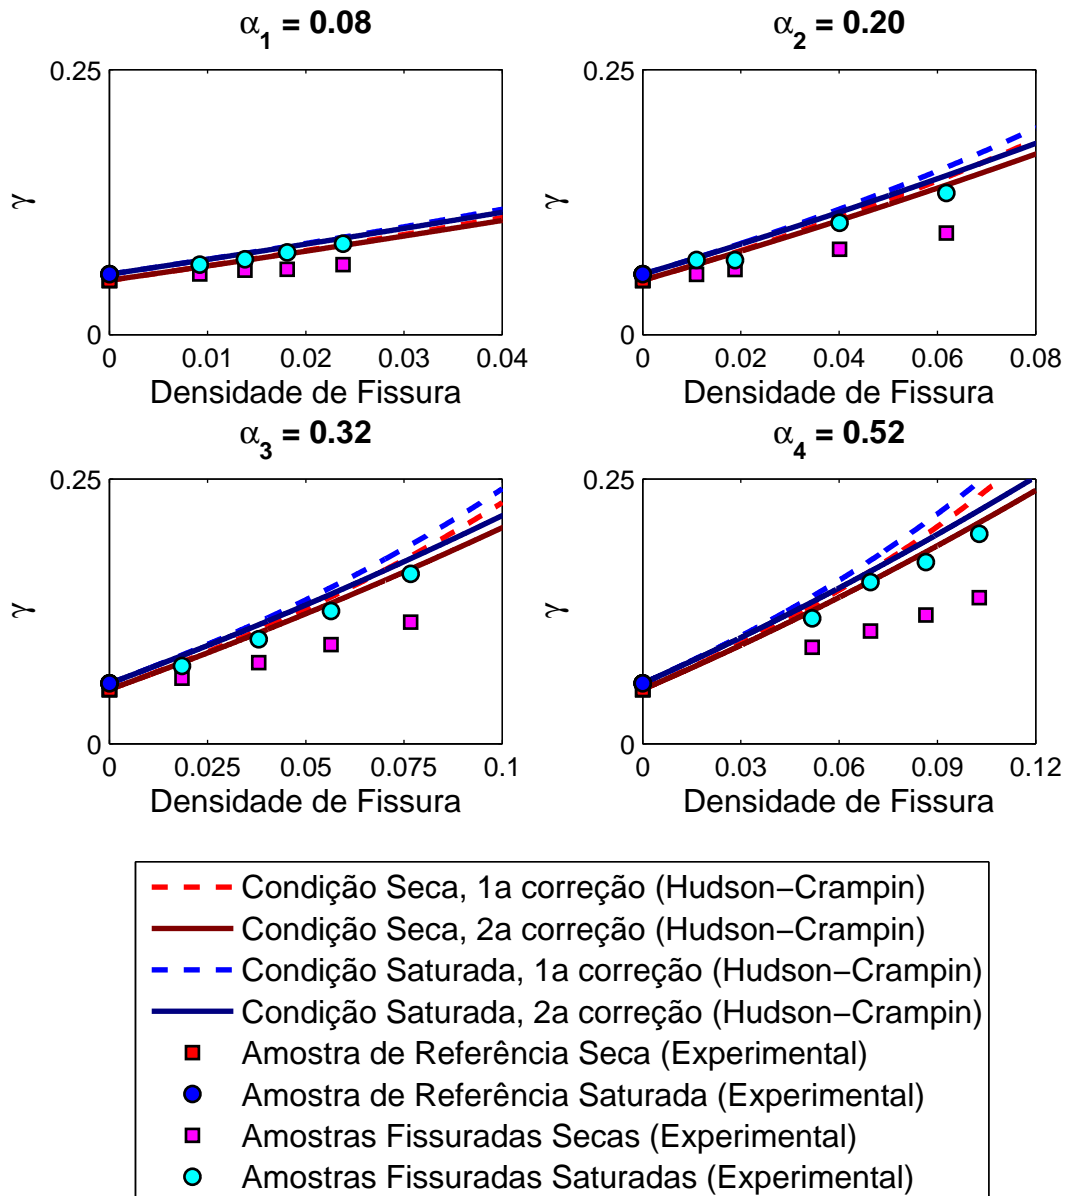 α1 = 0.08
0.25
γ
0
0 0.01 0.02 0.03 0.04
Densidade de Fissura
α2 = 0.20
0.25
γ
0
0 0.02 0.04 0.06 0.08
Densidade de Fissura
α3 = 0.32
0.25
γ
0
0 0.025 0.05 0.075 0.1
Densidade de Fissura
α4 = 0.52
0.25
γ
0
0 0.03 0.06 0.09 0.12
Densidade de Fissura
Condição Seca, 1a correção (Hudson−Crampin)
Condição Seca, 2a correção (Hudson−Crampin)
Condição Saturada, 1a correção (Hudson−Crampin)
Condição Saturada, 2a correção (Hudson−Crampin)
Amostra de Referência Seca (Experimental)
Amostra de Referência Saturada (Experimental)
Amostras Fissuradas Secas (Experimental)
Amostras Fissuradas Saturadas (Experimental)